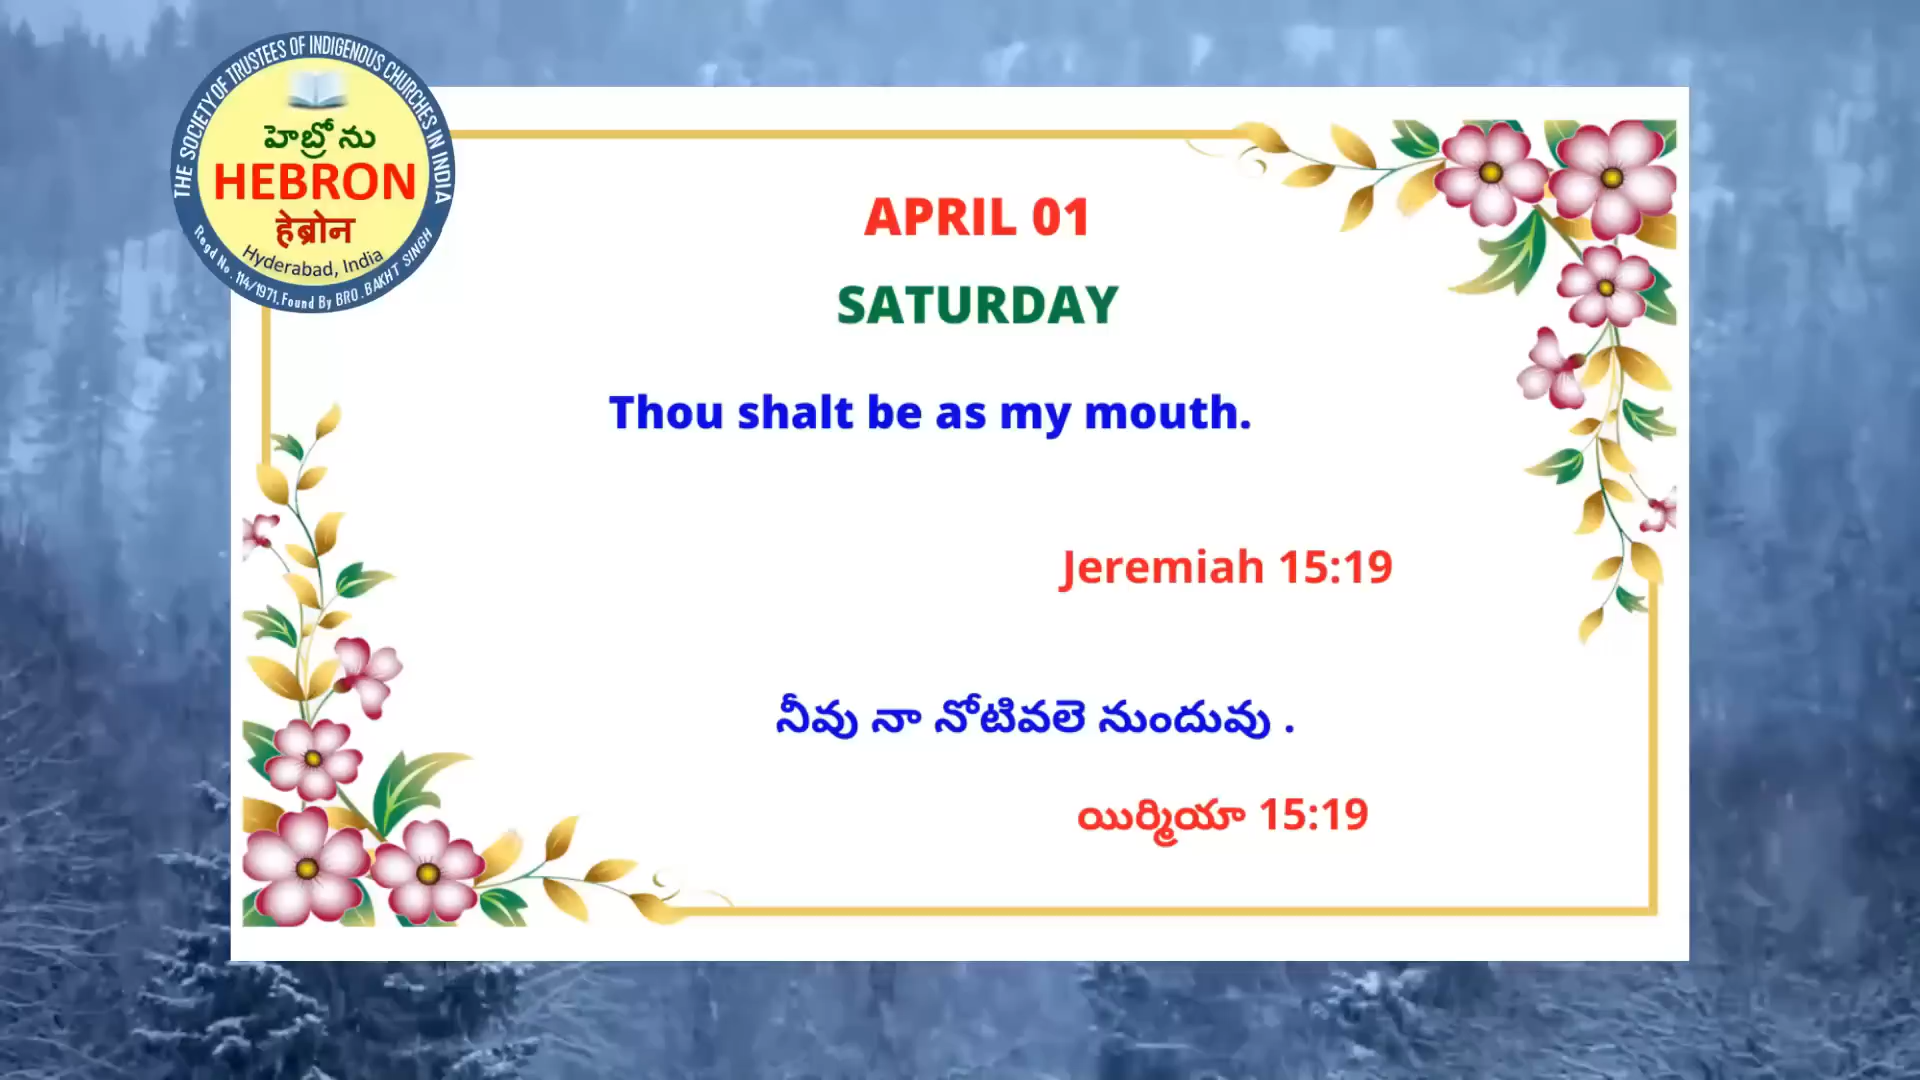 THE SOCIETY OF TRUSTEES OF INDIGENOUS CHURCHES IN INDIA
హెబ్రోను
HEBRON
हेब्रोन
Hyderabad, India
Regd No. 114/1971, Found By BRO. BAKHT SINGH
APRIL 01
SATURDAY
Thou shalt be as my mouth.
Jeremiah 15:19
నీవు నా నోటివలె నుందువు .
యిర్మియా 15:19